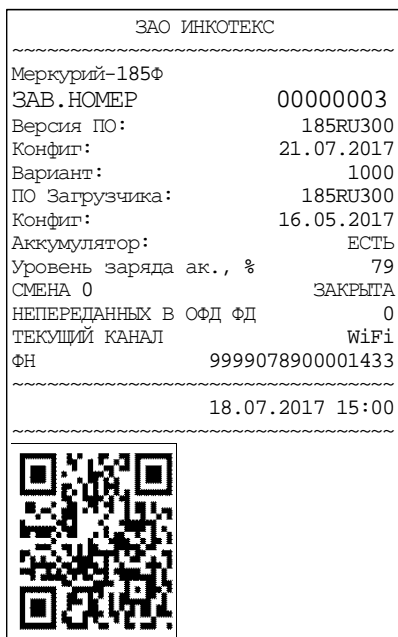 ЗАО ИНКОТЕКС
~~~~~~~~~~~~~~~~~~~~~~~~~~~~~~~~~
Меркурий-185Ф
ЗАВ.НОМЕР 00000003
Версия ПО: 185RU300
Конфиг: 21.07.2017
Вариант: 1000
ПО Загрузчика: 185RU300
Конфиг: 16.05.2017
Аккумулятор: ЕСТЬ
Уровень заряда ак., % 79
СМЕНА 0 ЗАКРЫТА
НЕПЕРЕДАННЫХ В ОФД ФД 0
ТЕКУЩИЙ КАНАЛ WiFi
ФН 9999078900001433
~~~~~~~~~~~~~~~~~~~~~~~~~~~~~~~~~
18.07.2017 15:00
~~~~~~~~~~~~~~~~~~~~~~~~~~~~~~~~~